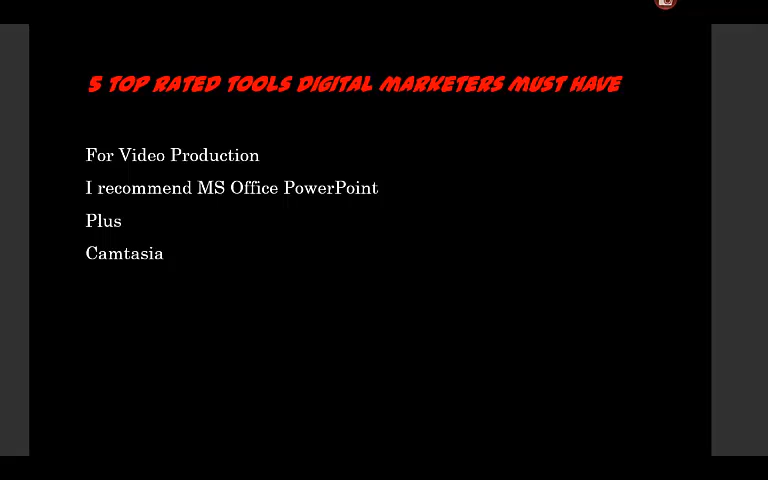 5 TOP RATED TOOLS DIGITAL MARKETERS MUST HAVE
For Video Production
I recommend MS Office PowerPoint
Plus
Camtasia